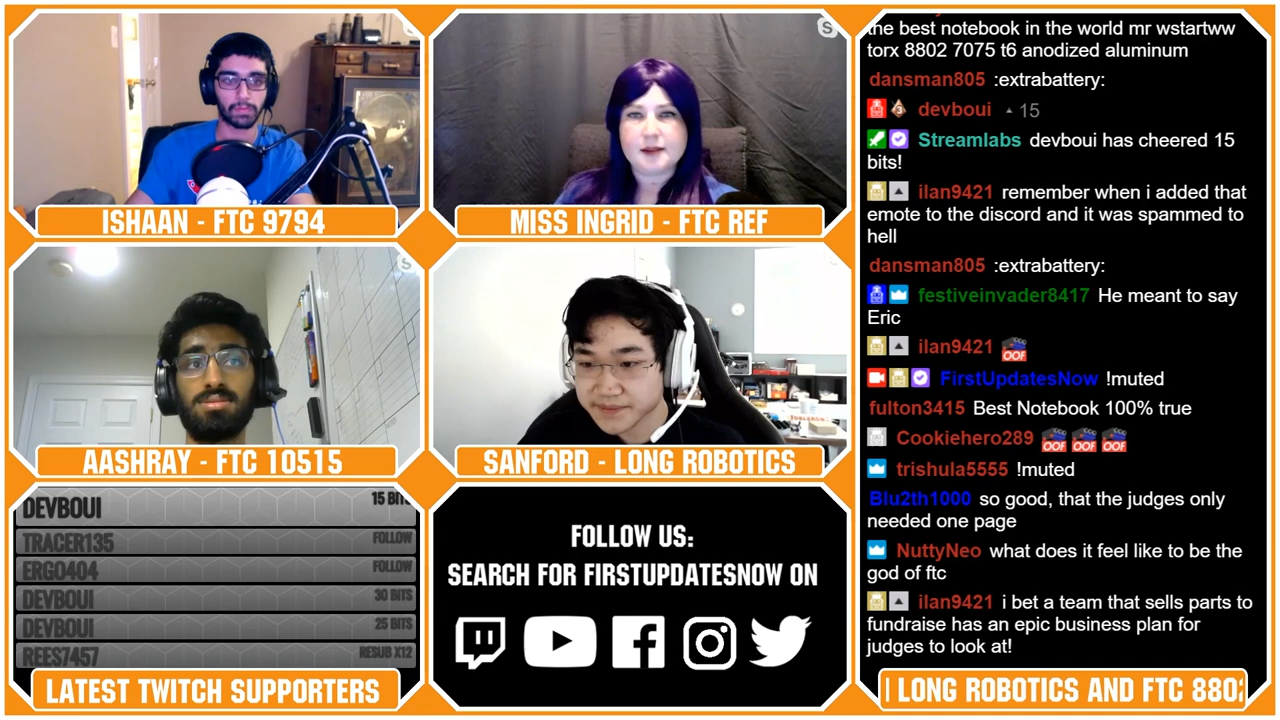 ISHAAN - FTC 9794
MISS INGRID - FTC REF
AASHRAY - FTC 10515
SANFORD - LONG ROBOTICS
DEVBOUI 15 BITS
TRACER135 FOLLOW
ERGO404 FOLLOW
DEVBOUI 30 BITS
DEVBOUI 25 BITS
REES7457 RESUB X12
LATEST TWITCH SUPPORTERS
FOLLOW US:
SEARCH FOR FIRSTUPDATESNOW ON
the best notebook in the world mr wstartww
torx 8802 7075 t6 anodized aluminum
dansman805 :extrabattery:
devboui 15
Streamlabs devboui has cheered 15
bits!
ilan9421 remember when i added that
emote to the discord and it was spammed to
hell
dansman805 :extrabattery:
festiveinvader8417 He meant to say
Eric
ilan9421 OOF
FirstUpdatesNow !muted
fulton3415 Best Notebook 100% true
Cookiehero289 OOF OOF OOF
trishula5555 !muted
Blu2th1000 so good, that the judges only
needed one page
NuttyNeo what does it feel like to be the
god of ftc
ilan9421 i bet a team that sells parts to
fundraise has an epic business plan for
judges to look at!
LONG ROBOTICS AND FTC 8802